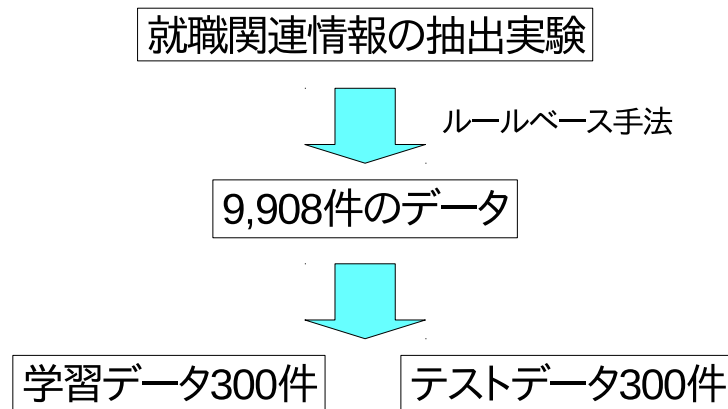 就職関連情報の抽出実験
ルールベース手法
9,908件のデータ
学習データ300件
テストデータ300件